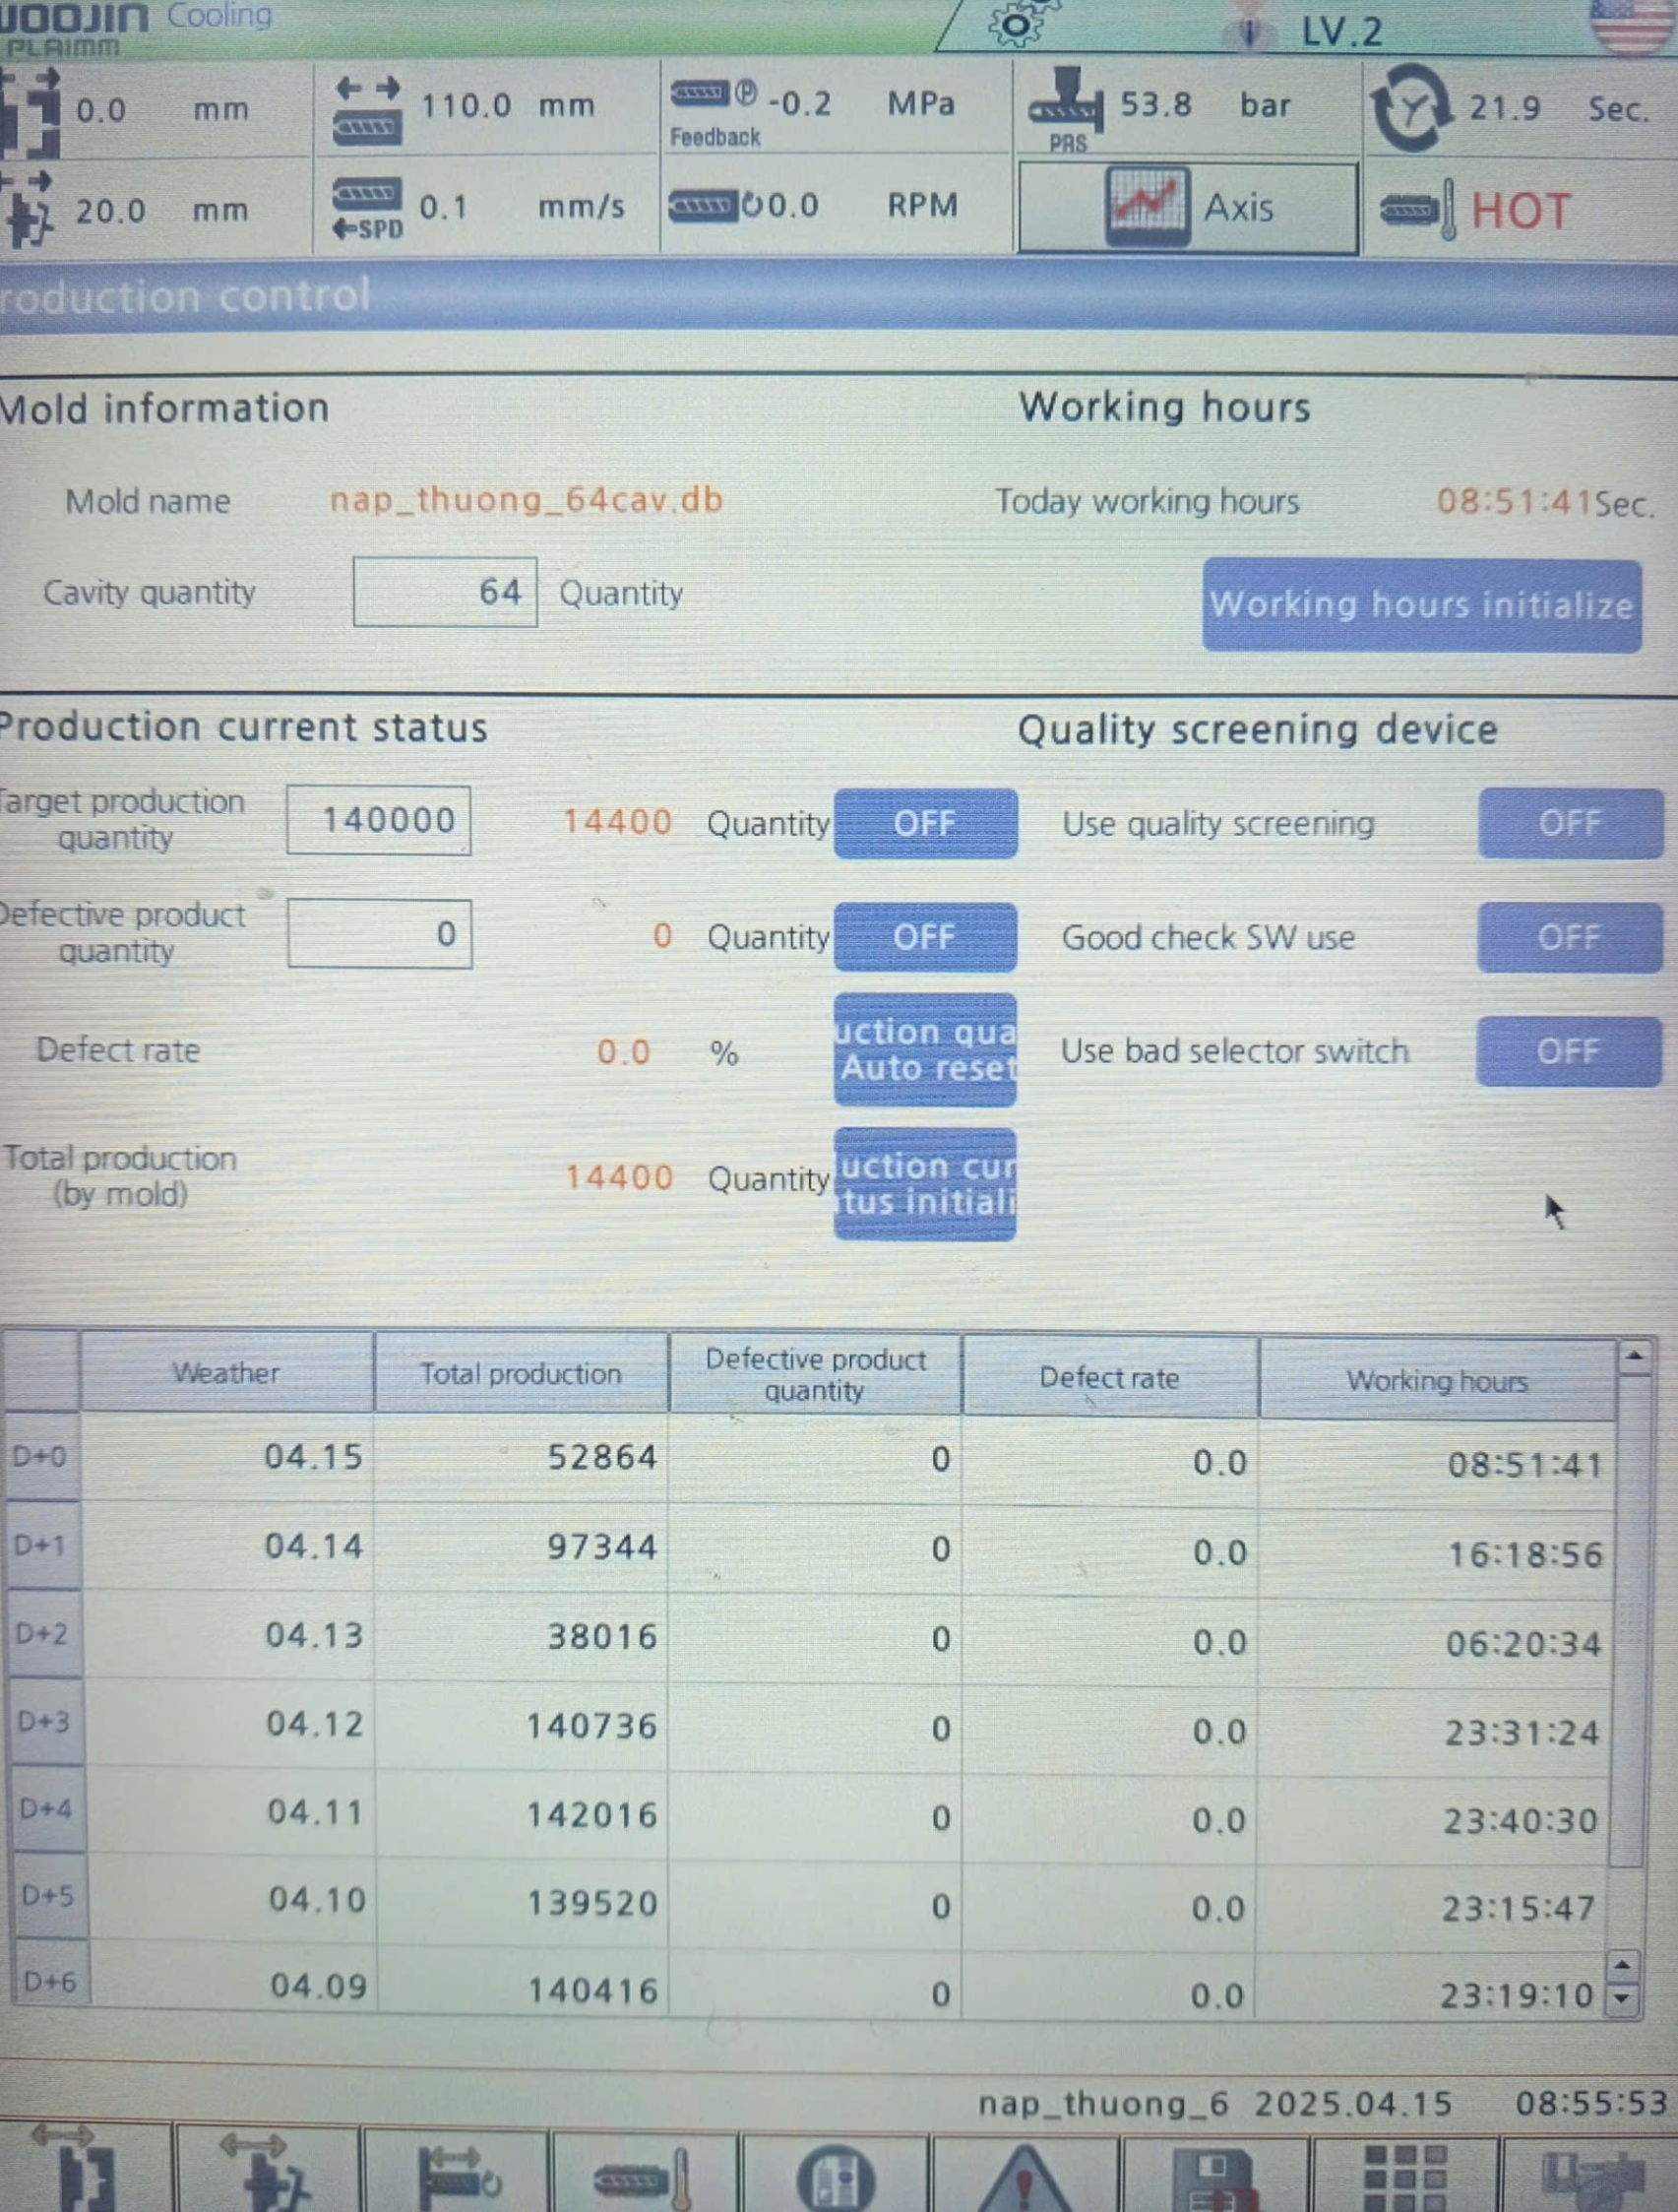 WOOJIN Cooling
PLAIMM
LV.2
0.0 mm
110.0 mm
Feedback
-0.2 MPa
PRS
53.8 bar
21.9 Sec.
20.0 mm
SPD
0.1 mm/s
0.0 RPM
Axis
HOT
roduction control
Mold information
Working hours
Mold name nap_thuong_64cav.db
Today working hours 08:51:41Sec.
Cavity quantity 64 Quantity
Working hours initialize
Production current status
Quality screening device
Target production
quantity
140000 14400 Quantity OFF
Use quality screening OFF
Defective product
quantity
0 0 Quantity OFF
Good check SW use OFF
Defect rate 0.0 %
uction qua
Auto reset
Use bad selector switch OFF
Total production
(by mold)
14400 Quantity
uction cur
tus initiali
Weather Total production Defective product quantity Defect rate Working hours
D+0 04.15 52864 0 0.0 08:51:41
D+1 04.14 97344 0 0.0 16:18:56
D+2 04.13 38016 0 0.0 06:20:34
D+3 04.12 140736 0 0.0 23:31:24
D+4 04.11 142016 0 0.0 23:40:30
D+5 04.10 139520 0 0.0 23:15:47
D+6 04.09 140416 0 0.0 23:19:10
nap_thuong_6 2025.04.15 08:55:53